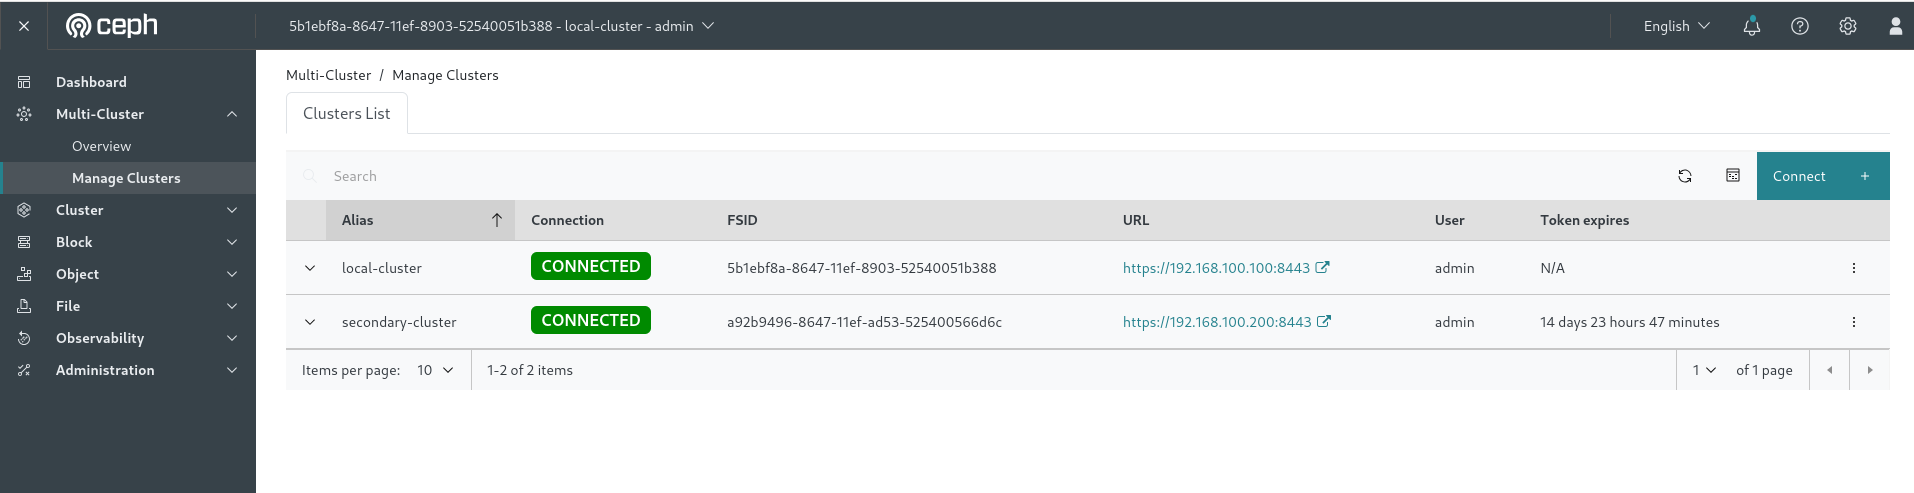 ceph 5b1ebf8a-8647-11ef-8903-52540051b388 - local-cluster - admin English
Dashboard
Multi-Cluster
Overview
Manage Clusters
Cluster
Block
Object
File
Observability
Administration
Multi-Cluster / Manage Clusters
Clusters List
Search Connect +
Alias Connection FSID URL User Token expires
local-cluster CONNECTED 5b1ebf8a-8647-11ef-8903-52540051b388 https://192.168.100.100:8443 admin N/A
secondary-cluster CONNECTED a92b9496-8647-11ef-ad53-525400566d6c https://192.168.100.200:8443 admin 14 days 23 hours 47 minutes
Items per page: 10 1-2 of 2 items 1 of 1 page